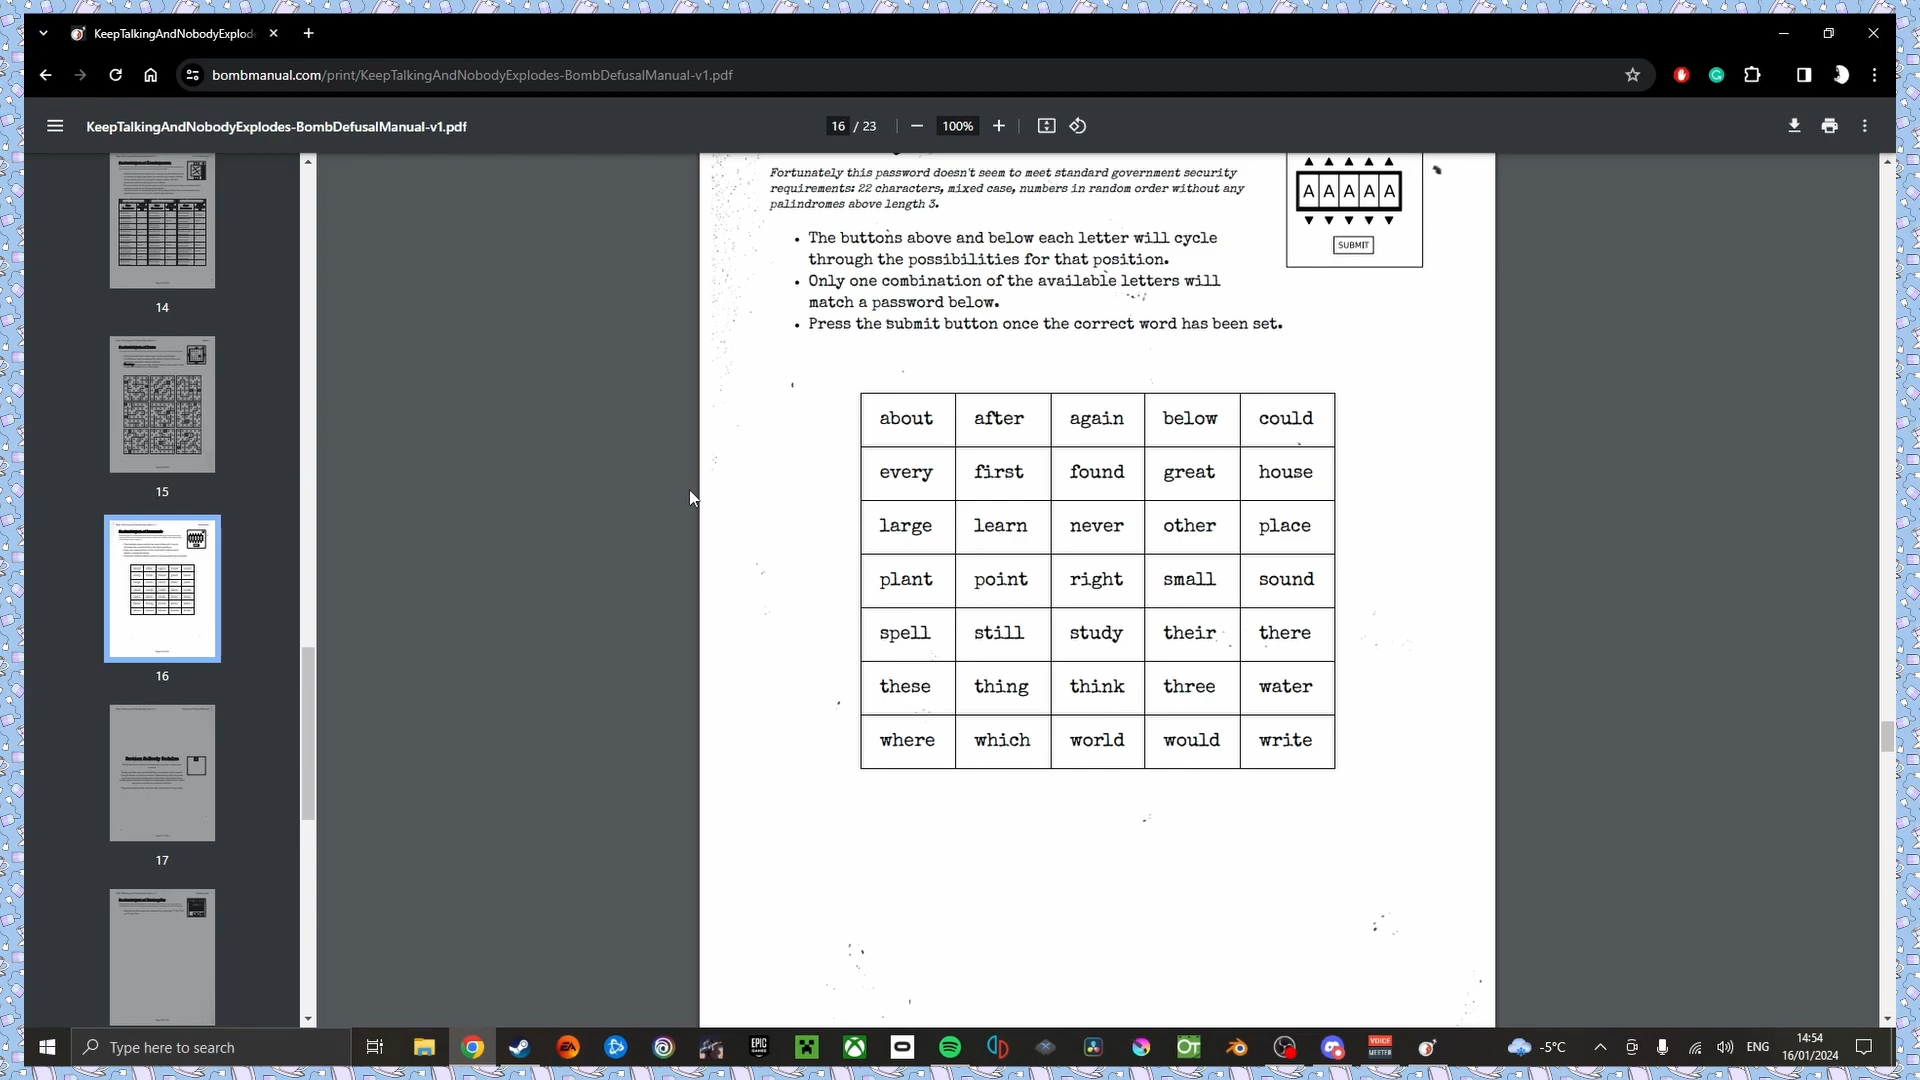 KeepTalkingAndNobodyExplod
bombmanual.com/print/KeepTalkingAndNobodyExplodes-BombDefusalManual-v1.pdf
KeepTalkingAndNobodyExplodes-BombDefusalManual-v1.pdf
16 / 23
100%
14
15
16
17
Fortunately this password doesn't seem to meet standard government security
requirements: 22 characters, mixed case, numbers in random order without any
palindromes above length 3.
A A A A A
SUBMIT
• The buttons above and below each letter will cycle
through the possibilities for that position.
• Only one combination of the available letters will
match a password below.
• Press the submit button once the correct word has been set.
about after again below could
every first found great house
large learn never other place
plant point right small sound
spell still study their there
these thing think three water
where which world would write
Type here to search
EA
EPIC
GAMES
OT
VOICE
MEETER
-5°C
ENG
14:54
16/01/2024